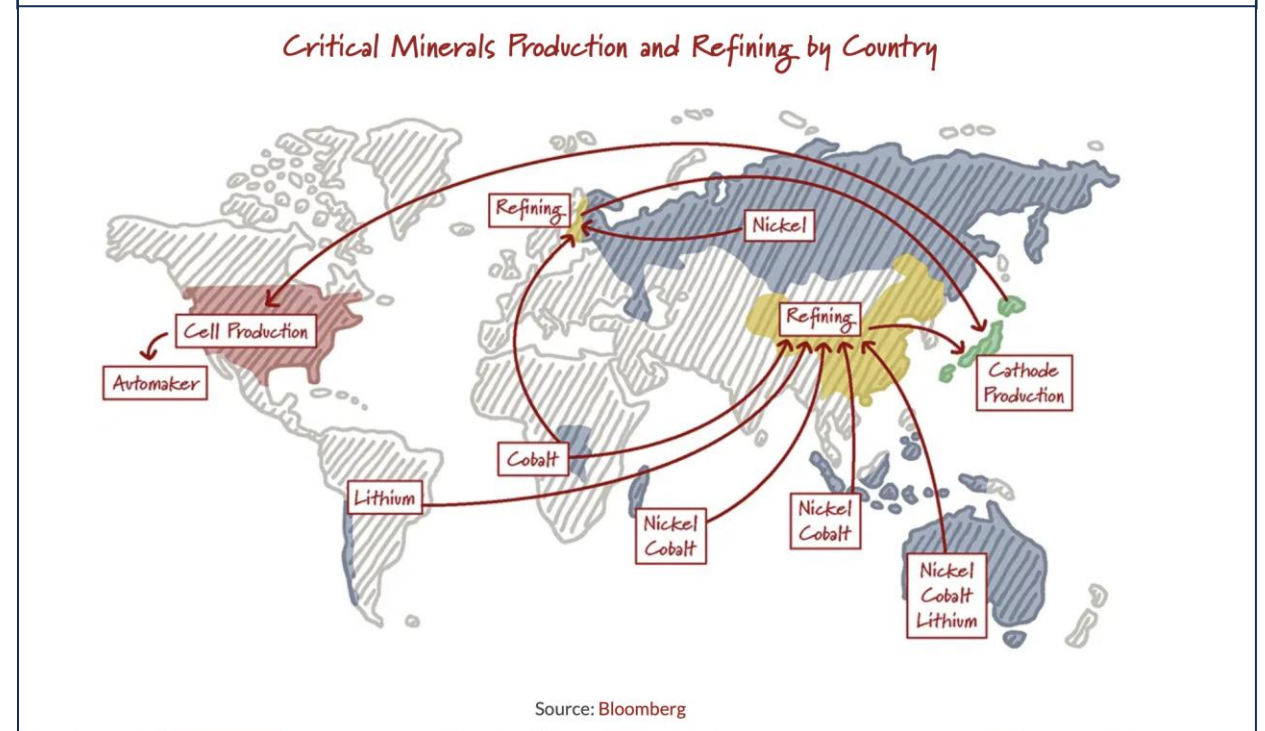 Critical Minerals Production and Refining by Country
Refining
Nickel
Refining
Cell Production
Automaker
Cathode
Production
Cobalt
Lithium
Nickel
Cobalt
Nickel
Cobalt
Nickel
Cobalt
Lithium
Source: Bloomberg